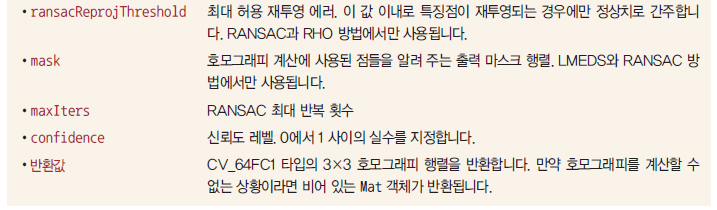 • ransacReprojThreshold 최대 허용 재투영 에러. 이 값 이내로 특징점이 재투영되는 경우에만 정상치로 간주합니
다. RANSAC과 RHO 방법에서만 사용됩니다.
• mask 호모그래피 계산에 사용된 점들을 알려 주는 출력 마스크 행렬. LMEDS와 RANSAC 방
법에서만 사용됩니다.
• maxIters RANSAC 최대 반복 횟수
• confidence 신뢰도 레벨. 0에서 1 사이의 실수를 지정합니다.
• 반환값 CV_64FC1 타입의 3×3 호모그래피 행렬을 반환합니다. 만약 호모그래피를 계산할 수
없는 상황이라면 비어 있는 Mat 객체가 반환됩니다.